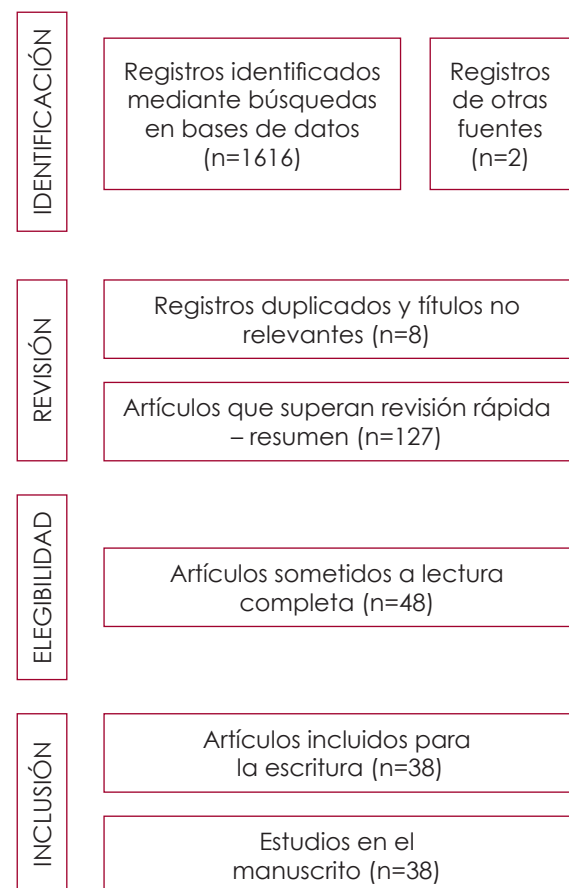 IDENTIFICACIÓN
Registros identificados
mediante búsquedas
en bases de datos
(n=1616)
Registros
de otras
fuentes
(n=2)
REVISIÓN
Registros duplicados y títulos no
relevantes (n=8)
Artículos que superan revisión rápida
– resumen (n=127)
ELEGIBILIDAD
Artículos sometidos a lectura
completa (n=48)
INCLUSIÓN
Artículos incluidos para
la escritura (n=38)
Estudios en el
manuscrito (n=38)